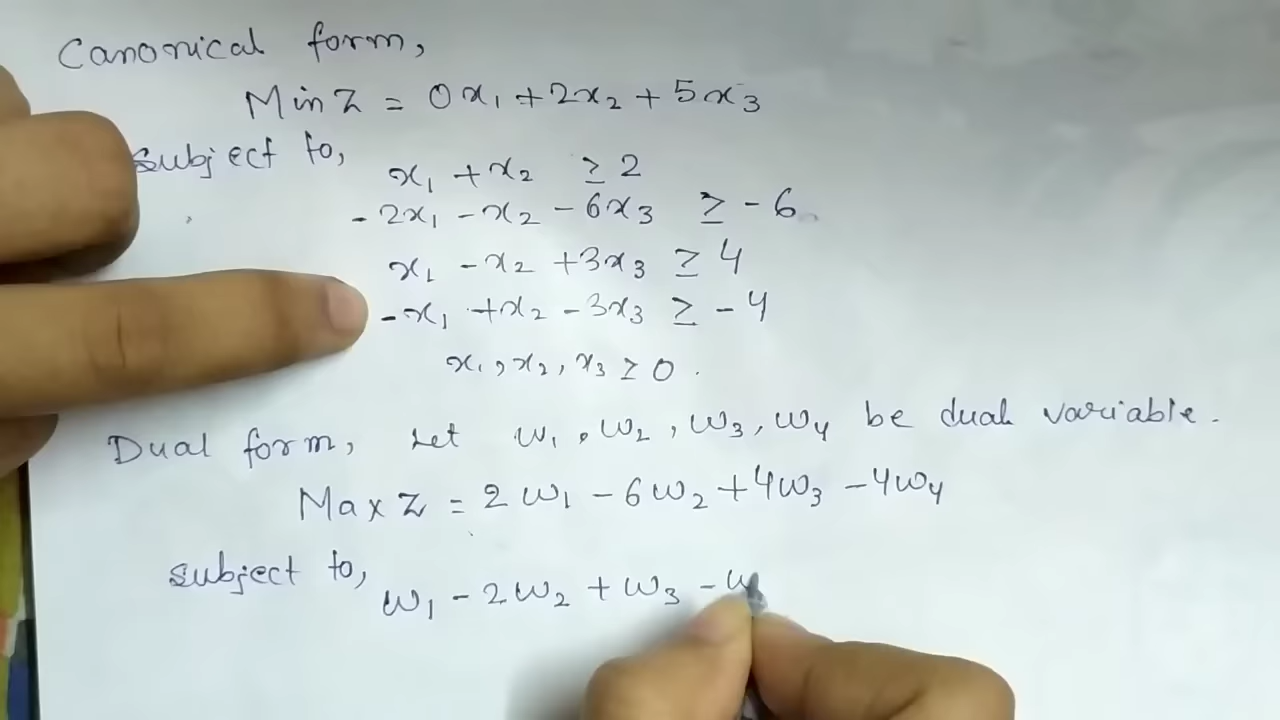 Canonical form,
Min Z = 0x₁ + 2x₂ + 5x₃
subject to,
x₁ + x₂ ≥ 2
- 2x₁ - x₂ - 6x₃ ≥ - 6
x₁ - x₂ + 3x₃ ≥ 4
- x₁ + x₂ - 3x₃ ≥ - 4
x₁, x₂, x₃ ≥ 0.
Dual form, Let w₁, w₂, w₃, w₄ be dual variable.
Max Z = 2w₁ - 6w₂ + 4w₃ - 4w₄
subject to,
w₁ - 2w₂ + w₃ - w